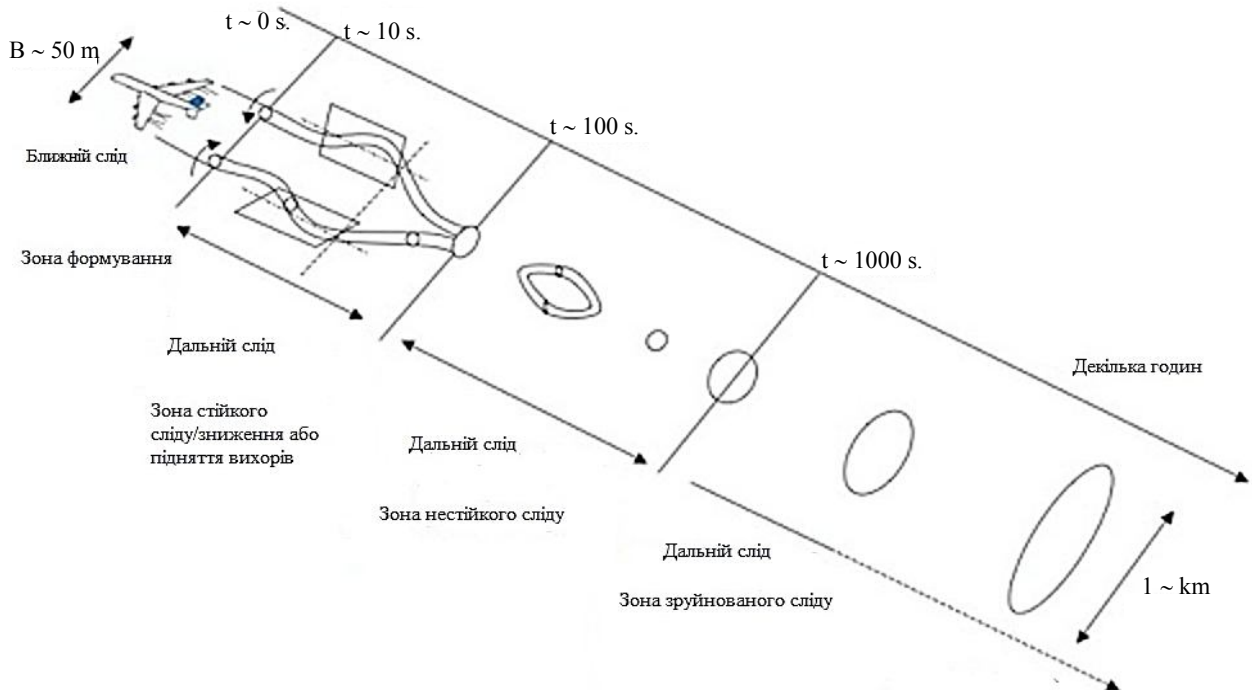 t ~ 0 s.
t ~ 10 s.
B ~ 50 m
t ~ 100 s.
Ближній слід
t ~ 1000 s.
Зона формування
Дальній слід
Декілька годин
Зона стійкого
сліду/зниження або
підняття вихорів
Дальній слід
Зона нестійкого сліду
Дальній слід
1 ~ km
Зона зруйнованого сліду